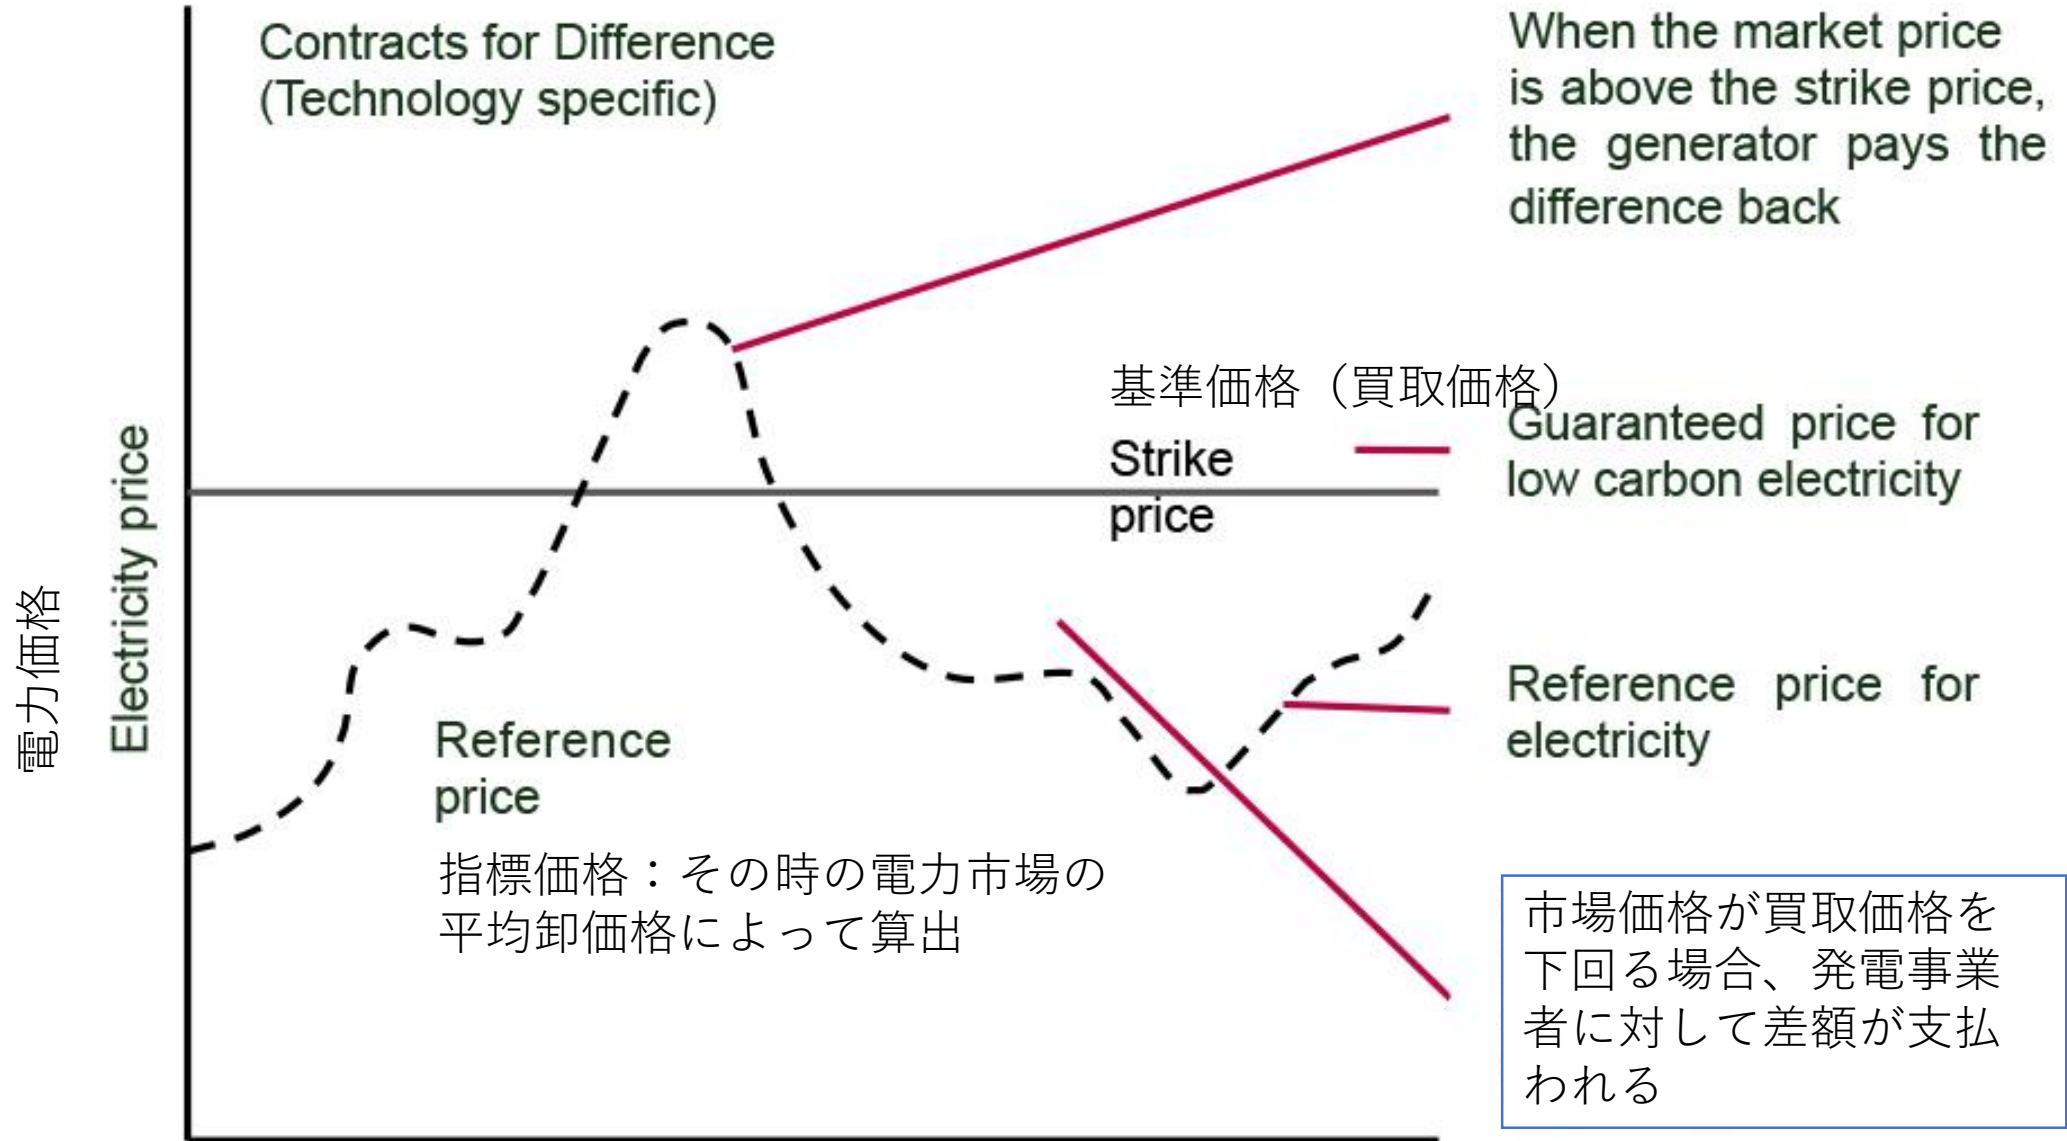 Contracts for Difference
(Technology specific)
When the market price
is above the strike price,
the generator pays the
difference back
基準価格（買取価格）
Strike
price
Guaranteed price for
low carbon electricity
電力価格
Electricity price
Reference
price
指標価格：その時の電力市場の
平均卸価格によって算出
Reference price for
electricity
市場価格が買取価格を
下回る場合、発電事業
者に対して差額が支払
われる